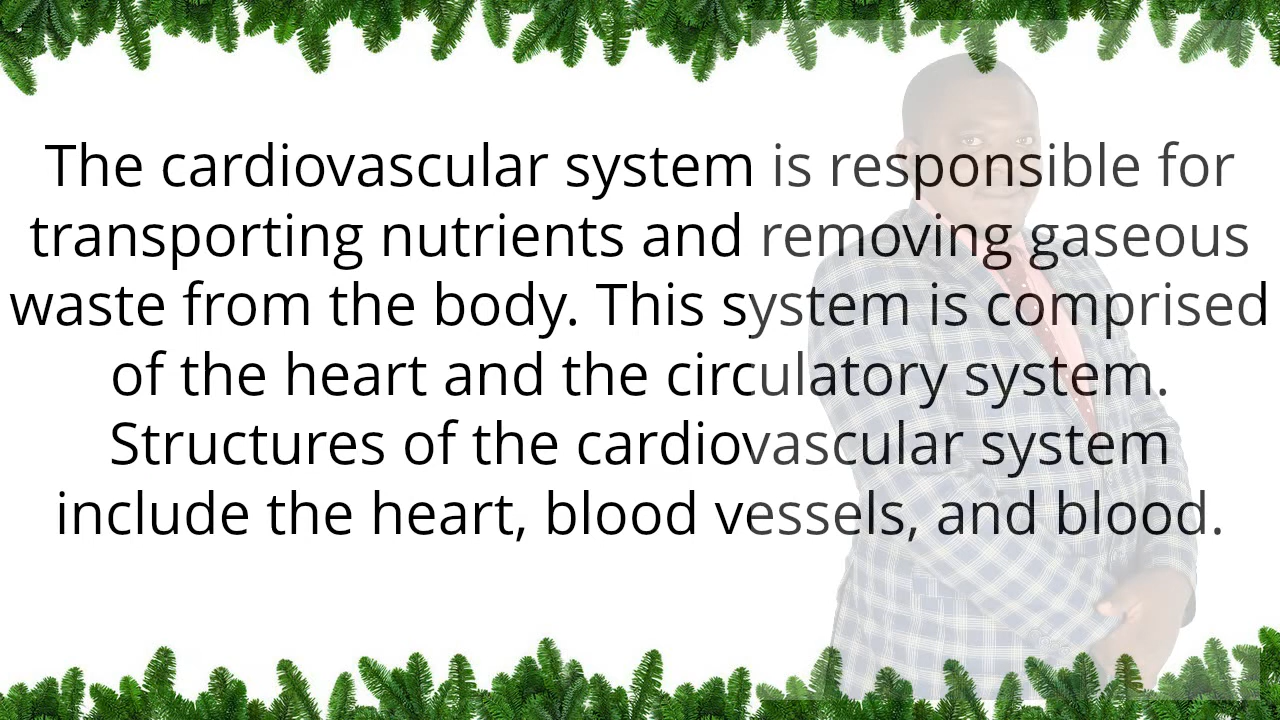 The cardiovascular system is responsible for
transporting nutrients and removing gaseous
waste from the body. This system is comprised
of the heart and the circulatory system.
Structures of the cardiovascular system
include the heart, blood vessels, and blood.